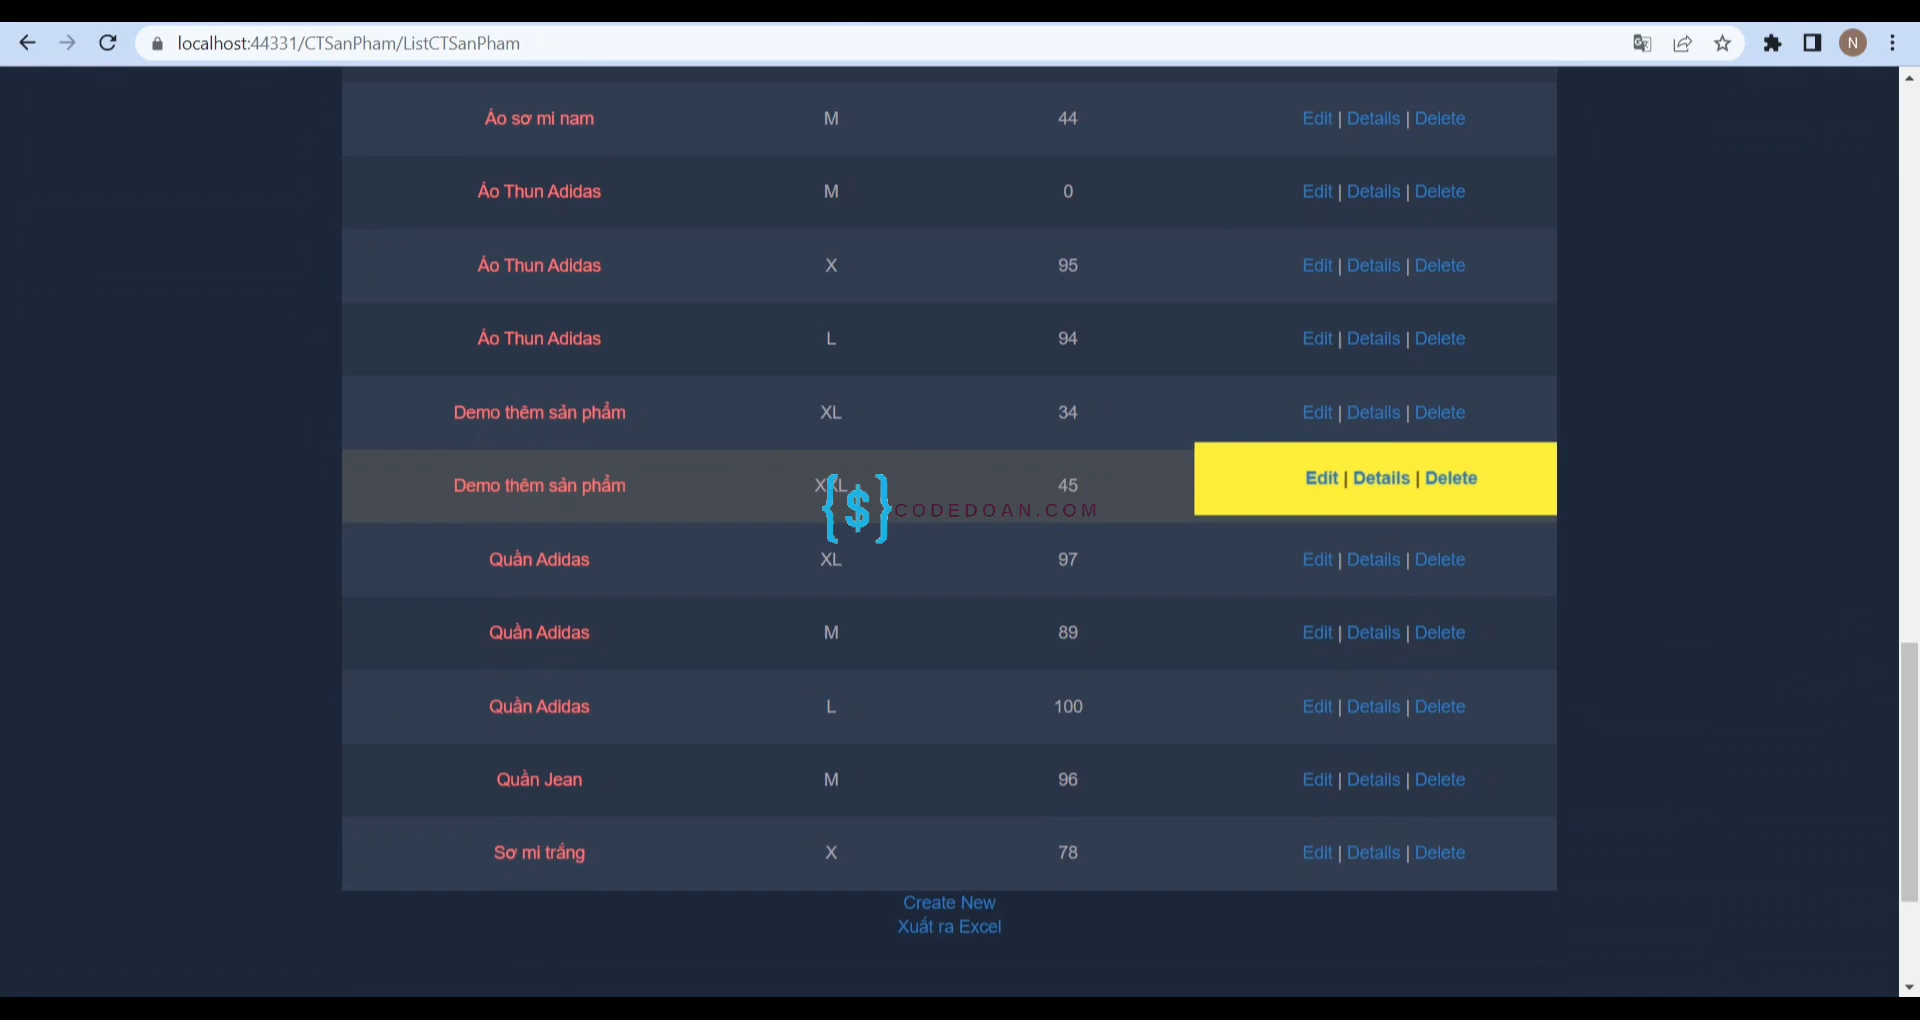 localhost:44331/CTSanPham/ListCTSanPham
N
Áo sơ mi nam M 44 Edit | Details | Delete
Áo Thun Adidas M 0 Edit | Details | Delete
Áo Thun Adidas X 95 Edit | Details | Delete
Áo Thun Adidas L 94 Edit | Details | Delete
Demo thêm sản phẩm XL 34 Edit | Details | Delete
Demo thêm sản phẩm XXL 45 Edit | Details | Delete
{$} CODEDOAN.COM
Quần Adidas XL 97 Edit | Details | Delete
Quần Adidas M 89 Edit | Details | Delete
Quần Adidas L 100 Edit | Details | Delete
Quần Jean M 96 Edit | Details | Delete
Sơ mi trắng X 78 Edit | Details | Delete
Create New
Xuất ra Excel